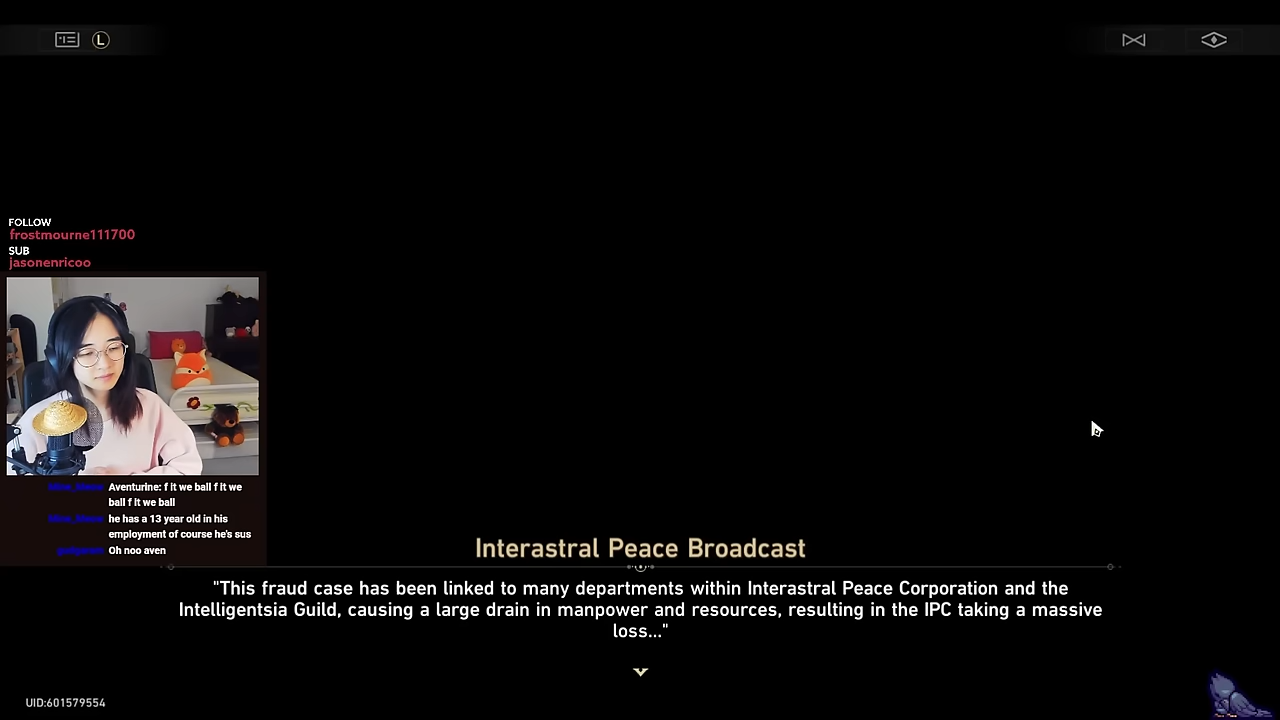 L
FOLLOW
frostmourne111700
SUB
jasonenricoo
Aventurine: f it we ball f it we
ball f it we ball
he has a 13 year old in his
employment of course he's sus
Oh noo aven
Interastral Peace Broadcast
"This fraud case has been linked to many departments within Interastral Peace Corporation and the
Intelligentsia Guild, causing a large drain in manpower and resources, resulting in the IPC taking a massive
loss..."
UID:601579554